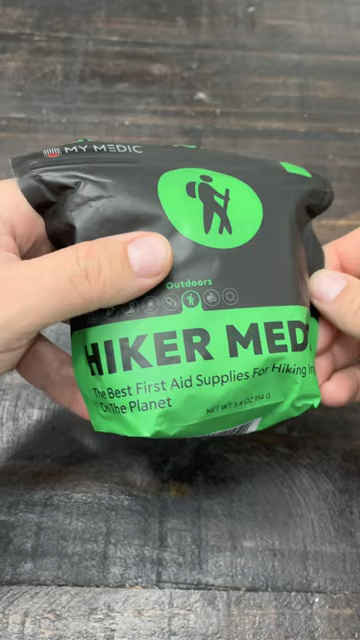 MY MEDIC
Outdoors
HIKER MED
The Best First Aid Supplies For Hiking In
On The Planet
NET WT 5.4 OZ 154 G